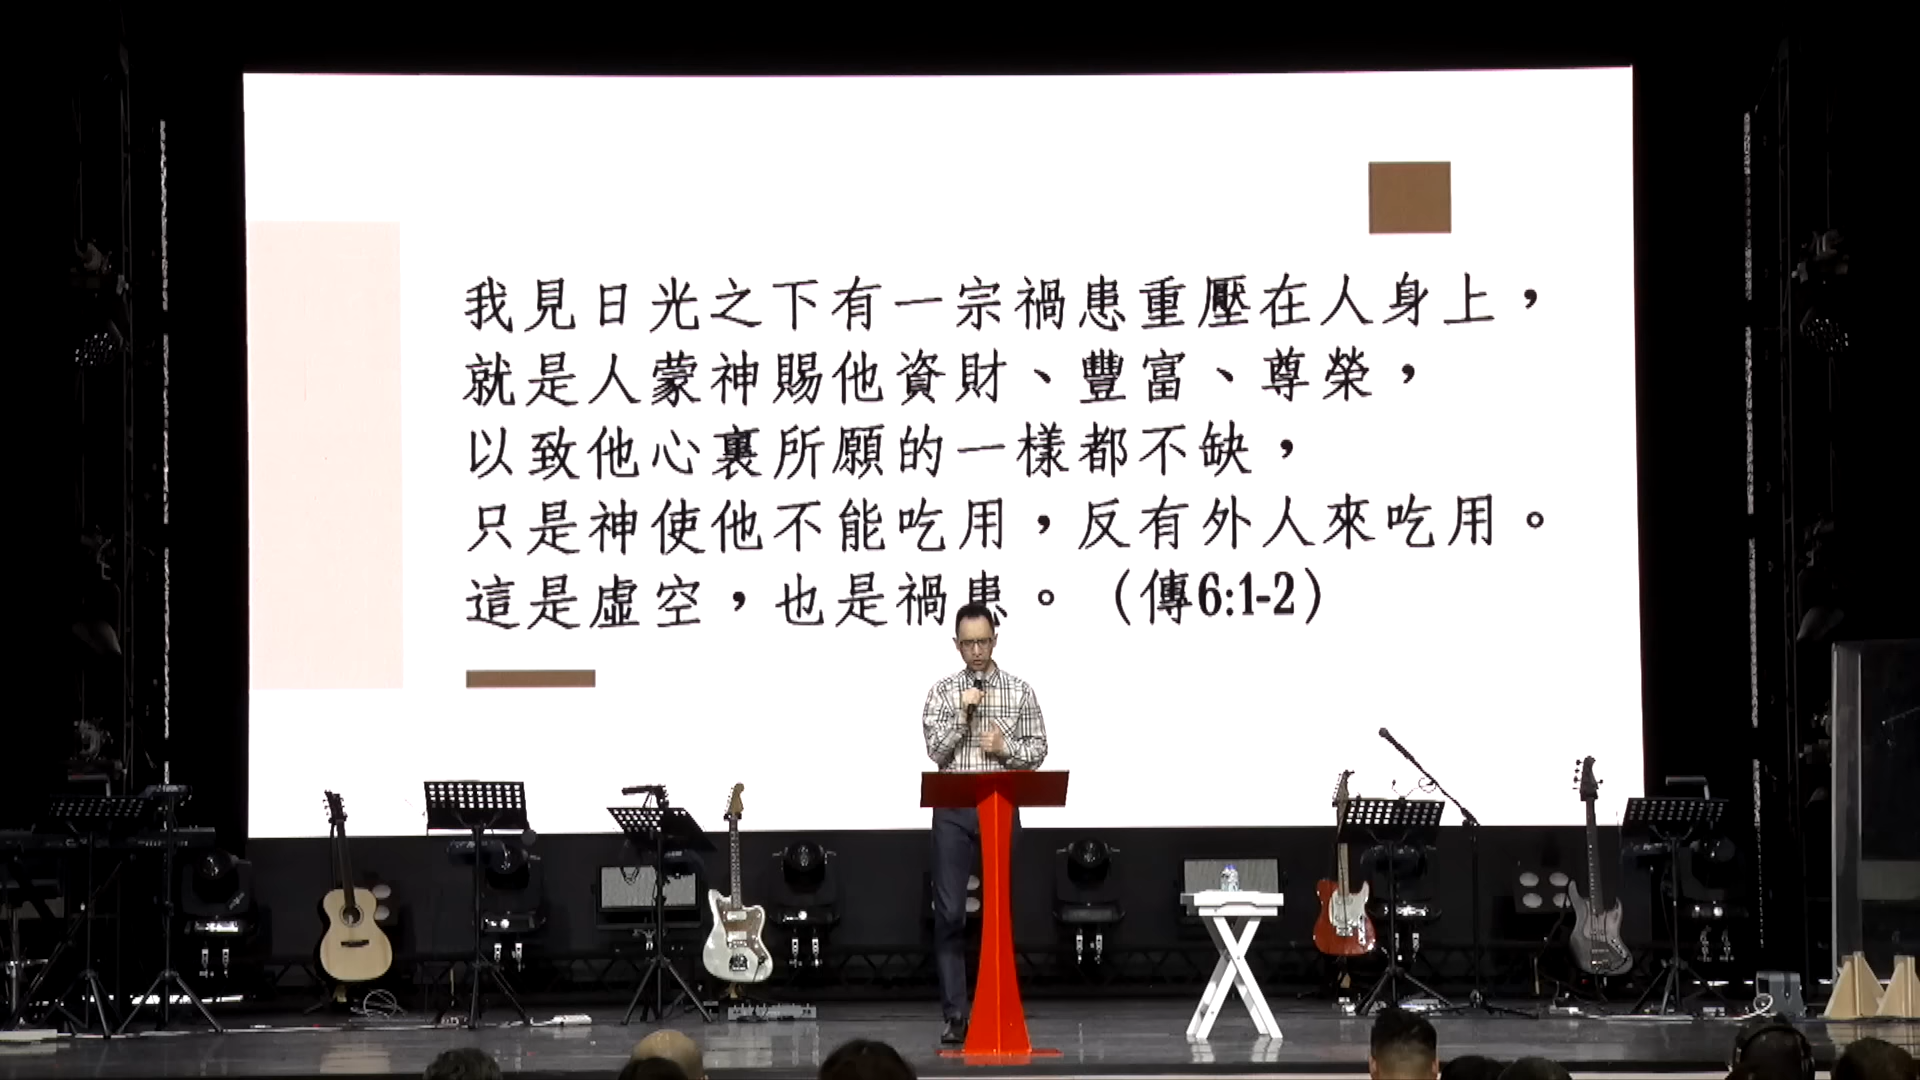 我見日光之下有一宗禍患重壓在人身上，
就是人蒙神賜他資財、豐富、尊榮，
以致他心裏所願的一樣都不缺，
只是神使他不能吃用，反有外人來吃用。
這是虛空，也是禍患。（傳6:1-2）